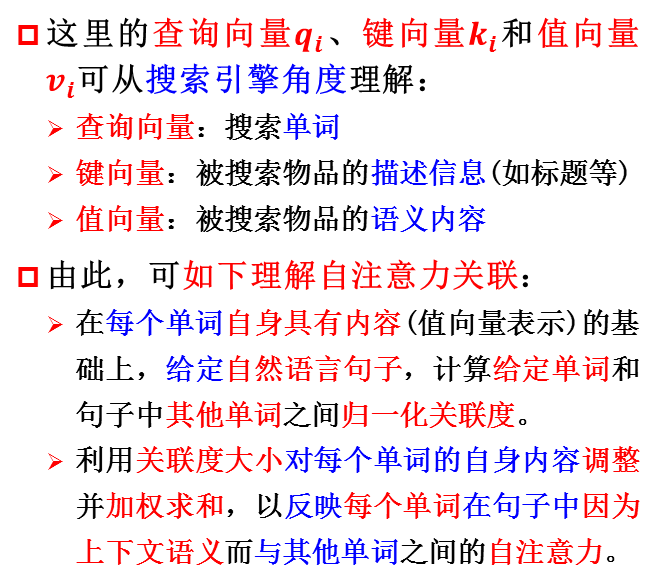 这里的查询向量qᵢ、键向量kᵢ和值向量
vᵢ可从搜索引擎角度理解：
查询向量：搜索单词
键向量：被搜索物品的描述信息(如标题等)
值向量：被搜索物品的语义内容
由此，可如下理解自注意力关联：
在每个单词自身具有内容(值向量表示)的基
础上，给定自然语言句子，计算给定单词和
句子中其他单词之间归一化关联度。
利用关联度大小对每个单词的自身内容调整
并加权求和，以反映每个单词在句子中因为
上下文语义而与其他单词之间的自注意力。